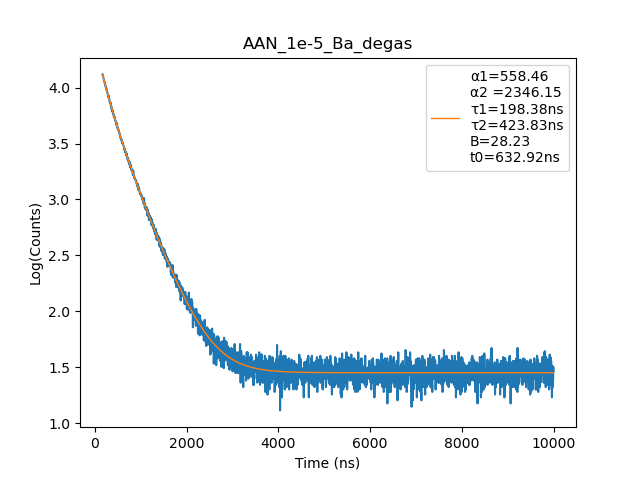 AAN_1e-5_Ba_degas
α1=558.46
α2 =2346.15
τ1=198.38ns
τ2=423.83ns
B=28.23
t0=632.92ns
4.0
3.5
3.0
2.5
2.0
1.5
1.0
Log(Counts)
0
2000
4000
6000
8000
10000
Time (ns)